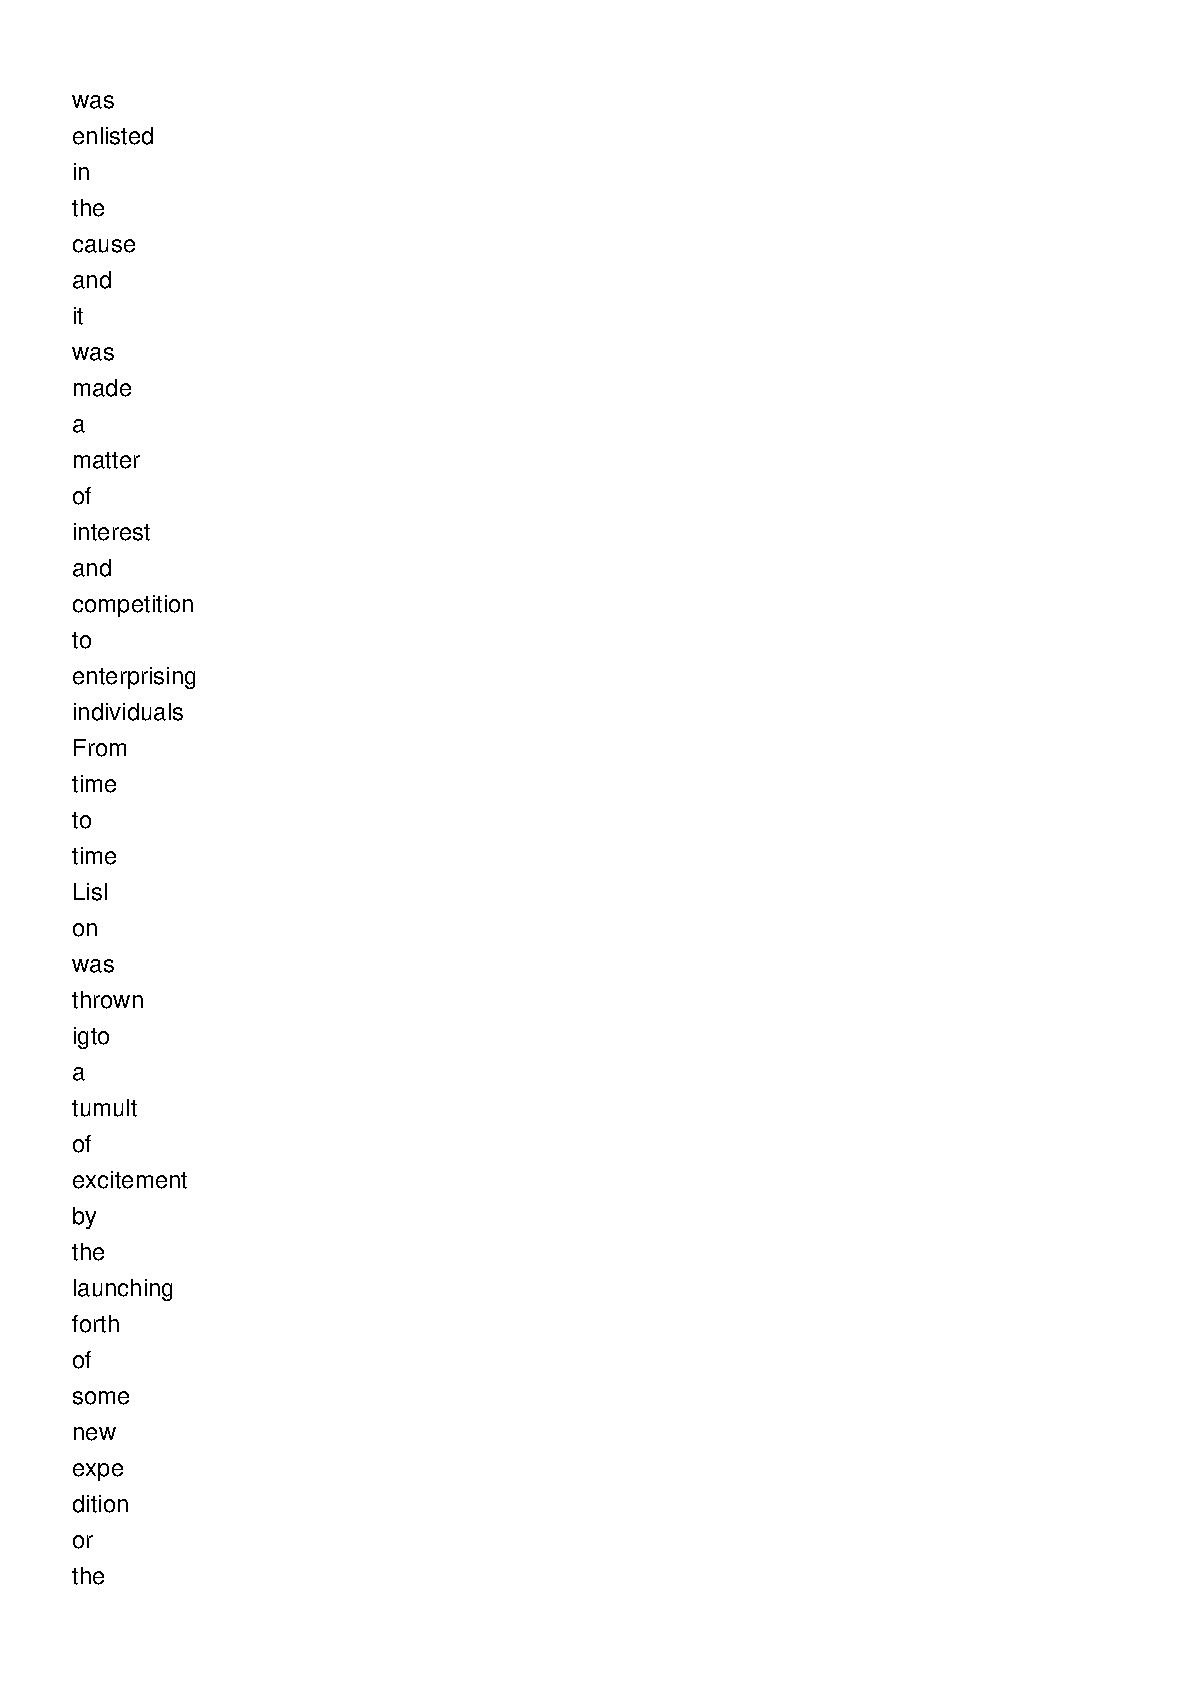 was
enlisted
in
the
cause
and
it
was
made
a
matter
of
interest
and
competition
to
enterprising
individuals
From
time
to
time
Lisl
on
was
thrown
igto
a
tumult
of
excitement
by
the
launching
forth
of
some
new
expe
dition
or
the